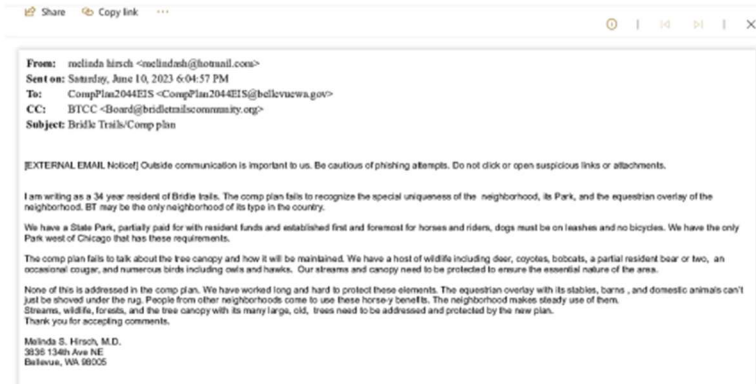 Share Copy link ...
From: melinda hirsch <melindash@hotmail.com>
Sent on: Saturday, June 10, 2023 6:04:57 PM
To: CompPlan2044EIS <CompPlan2044EIS@bellevuewa.gov>
CC: BTCC <Board@bridletrailscommunity.org>
Subject: Bridle Trails/Comp plan
[EXTERNAL EMAIL Notice!] Outside communication is important to us. Be cautious of phishing attempts. Do not click or open suspicious links or attachments.
I am writing as a 34 year resident of Bridle trails. The comp plan fails to recognize the special uniqueness of the neighborhood, its Park, and the equestrian overlay of the
neighborhood. BT may be the only neighborhood of its type in the country.
We have a State Park, partially paid for with resident funds and established first and foremost for horses and riders, dogs must be on leashes and no bicycles. We have the only
Park west of Chicago that has these requirements.
The comp plan fails to talk about the tree canopy and how it will be maintained. We have a host of wildlife including deer, coyotes, bobcats, a partial resident bear or two, an
occasional cougar, and numerous birds including owls and hawks. Our streams and canopy need to be protected to ensure the essential nature of the area.
None of this is addressed in the comp plan. We have worked long and hard to protect these elements. The equestrian overlay with its stables, barns , and domestic animals can't
just be shoved under the rug. People from other neighborhoods come to use these horse-y benefits. The neighborhood makes steady use of them.
Streams, wildlife, forests, and the tree canopy with its many large, old, trees need to be addressed and protected by the new plan.
Thank you for accepting comments.
Melinda S. Hirsch, M.D.
3836 134th Ave NE
Bellevue, WA 98005